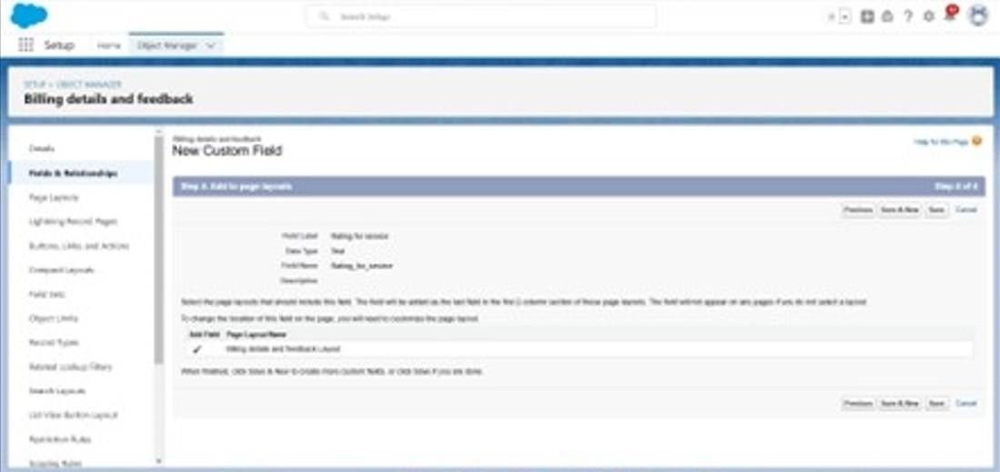 Search Setup
Setup Home Object Manager
SETUP > OBJECT MANAGER
Billing details and feedback
Details
Fields & Relationships
Page Layouts
Lightning Record Pages
Buttons, Links, and Actions
Compact Layouts
Field Sets
Object Limits
Record Types
Related Lookup Filters
Search Layouts
List View Button Layout
Restriction Rules
Scoping Rules
Billing details and feedback
New Custom Field
Help for this Page
Step 4. Add to page layouts Step 4 of 4
Previous Save & New Save Cancel
Field Label Rating for service
Data Type Text
Field Name Rating_for_service
Description
Select the page layouts that should include this field. The field will be added as the last field in the first 2 column section of these page layouts. The field will not appear on any pages if you do not select a layout.
To change the location of this field on the page, you will need to customize the page layout.
Add Field Page Layout Name
Billing details and feedback Layout
When finished, click Save & New to create more custom fields, or click Save if you are done.
Previous Save & New Save Cancel